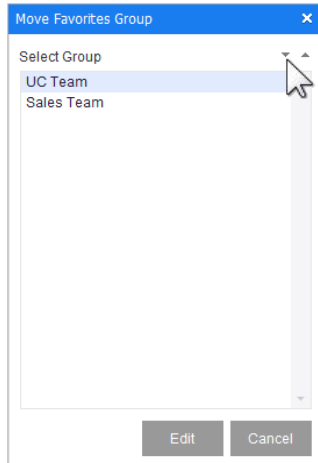 Move Favorites Group
Select Group
UC Team
Sales Team
Edit Cancel